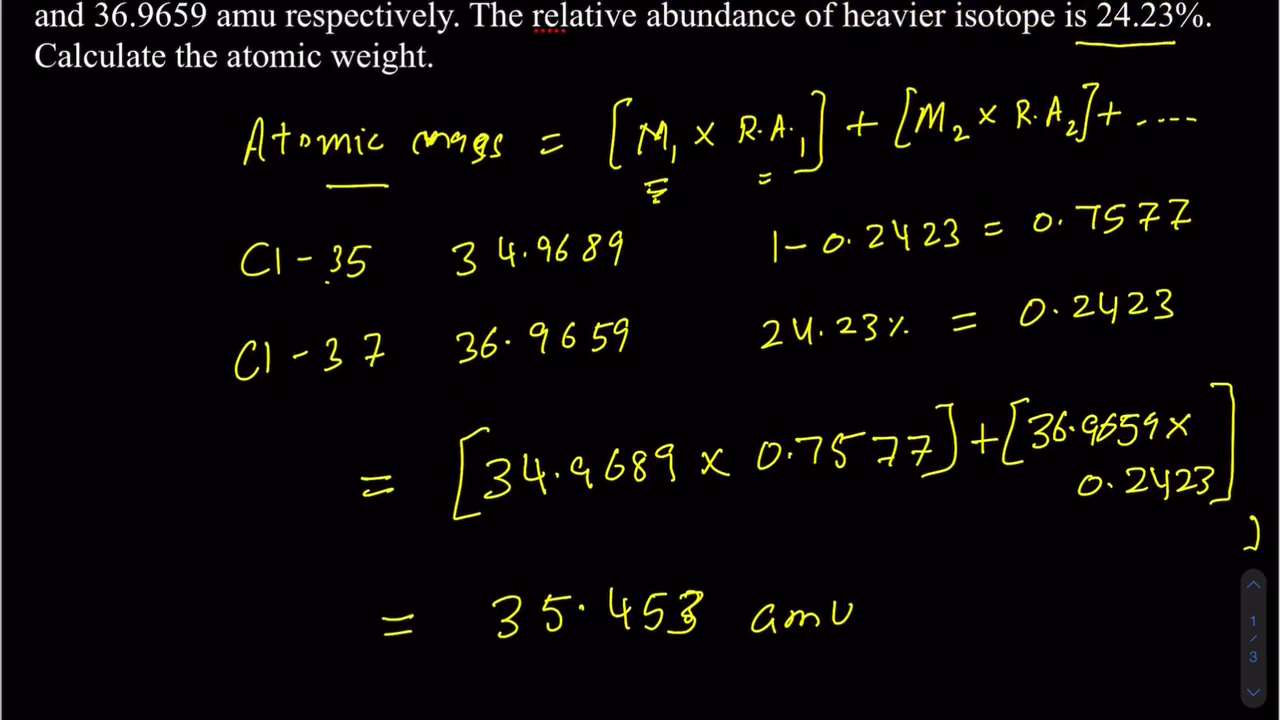 and 36.9659 amu respectively. The relative abundance of heavier isotope is 24.23%.
Calculate the atomic weight.
Atomic mass = [M₁ × R.A.₁] + [M₂ × R.A₂] + ....
Cl - 35 34.9689 1 - 0.2423 = 0.7577
Cl - 37 36.9659 24.23% = 0.2423
= [34.9689 × 0.7577] + [36.9659 ×
0.2423]
= 35.453 amu
1
/
3